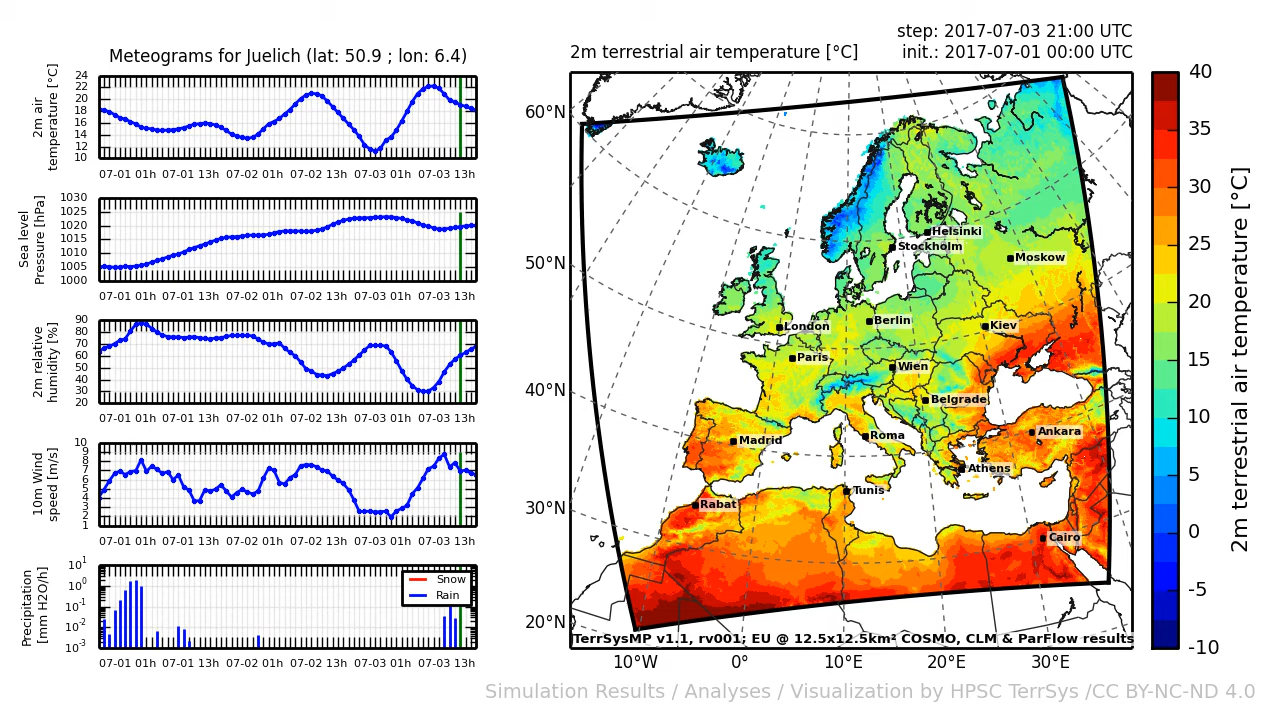 step: 2017-07-03 21:00 UTC
Meteograms for Juelich (lat: 50.9 ; lon: 6.4)
2m terrestrial air temperature [°C]
init.: 2017-07-01 00:00 UTC
2m air
temperature [°C]
24
22
20
18
16
14
12
10
07-01 01h 07-01 13h 07-02 01h 07-02 13h 07-03 01h 07-03 13h
Sea level
Pressure [hPa]
1030
1025
1020
1015
1010
1005
1000
07-01 01h 07-01 13h 07-02 01h 07-02 13h 07-03 01h 07-03 13h
2m relative
humidity [%]
90
80
70
60
50
40
30
20
07-01 01h 07-01 13h 07-02 01h 07-02 13h 07-03 01h 07-03 13h
10m Wind
speed [m/s]
10
9
8
7
6
5
4
3
2
1
07-01 01h 07-01 13h 07-02 01h 07-02 13h 07-03 01h 07-03 13h
Precipitation
[mm H2O/h]
10^1
10^0
10^-1
10^-2
10^-3
Snow
Rain
07-01 01h 07-01 13h 07-02 01h 07-02 13h 07-03 01h 07-03 13h
60°N
50°N
40°N
30°N
20°N
Helsinki
Stockholm
Moskow
London
Berlin
Kiev
Paris
Wien
Belgrade
Madrid
Roma
Ankara
Athens
Tunis
Rabat
Cairo
TerrSysMP v1.1, rv001; EU @ 12.5x12.5km² COSMO, CLM & ParFlow results
10°W 0° 10°E 20°E 30°E
40
35
30
25
20
15
10
5
0
-5
-10
2m terrestrial air temperature [°C]
Simulation Results / Analyses / Visualization by HPSC TerrSys /CC BY-NC-ND 4.0